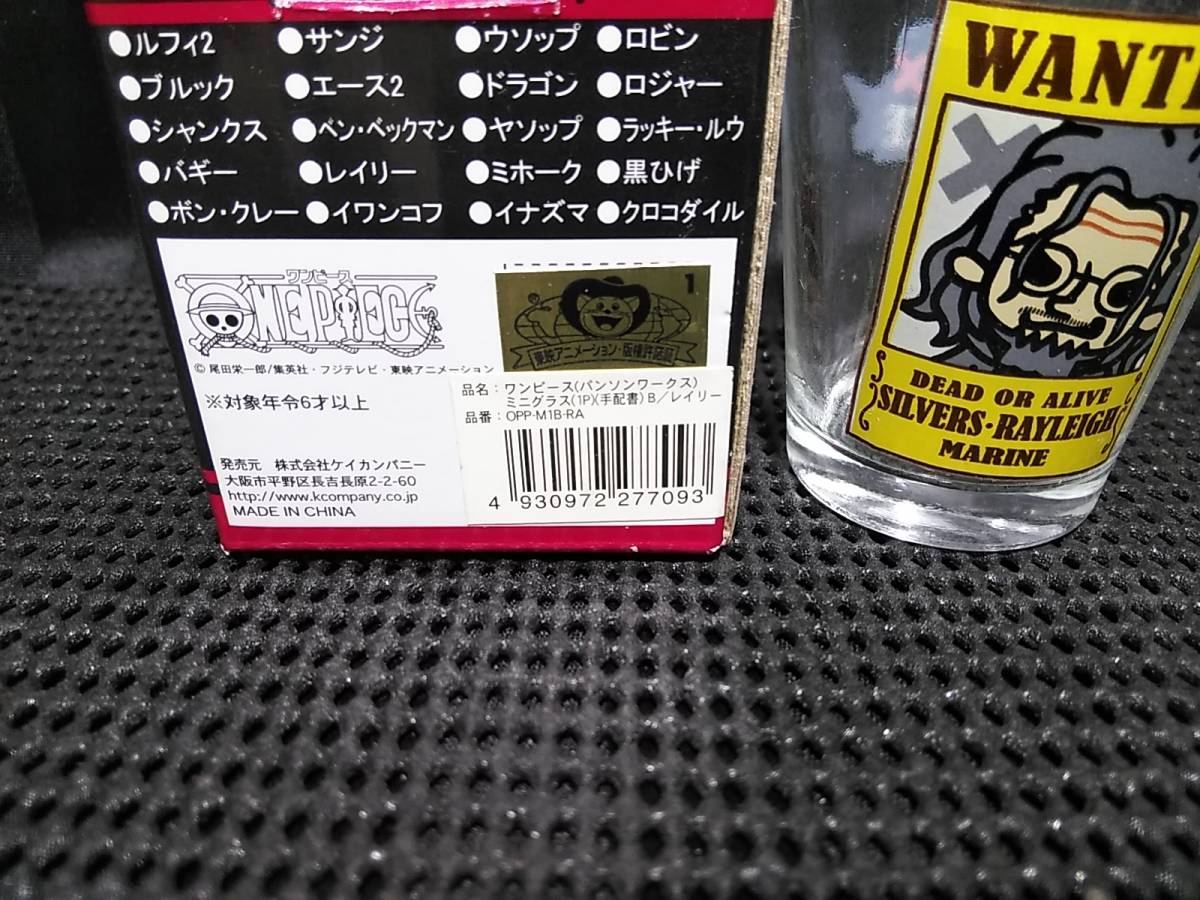 ●ルフィ2 ●サンジ ●ウソップ ●ロビン
●ブルック ●エース2 ●ドラゴン ●ロジャー
●シャンクス ●ベン・ベックマン ●ヤソップ ●ラッキー・ルウ
●バギー ●レイリー ●ミホーク ●黒ひげ
●ボン・クレー ●イワンコフ ●イナズマ ●クロコダイル
ワンピース
ONE PIECE
© 尾田栄一郎/集英社・フジテレビ・東映アニメーション
※対象年令6才以上
発売元 株式会社ケイカンパニー
大阪市平野区長吉長原2-2-60
http://www.kcompany.co.jp
MADE IN CHINA
1
東映アニメーション・版権許諾証
品名:ワンピース(パンソンワークス)
ミニグラス(1P)(手配書)B/レイリー
品番:OPP-M1B-RA
4 930972 277093
WANT
DEAD OR ALIVE
SILVERS・RAYLEIGH
MARINE